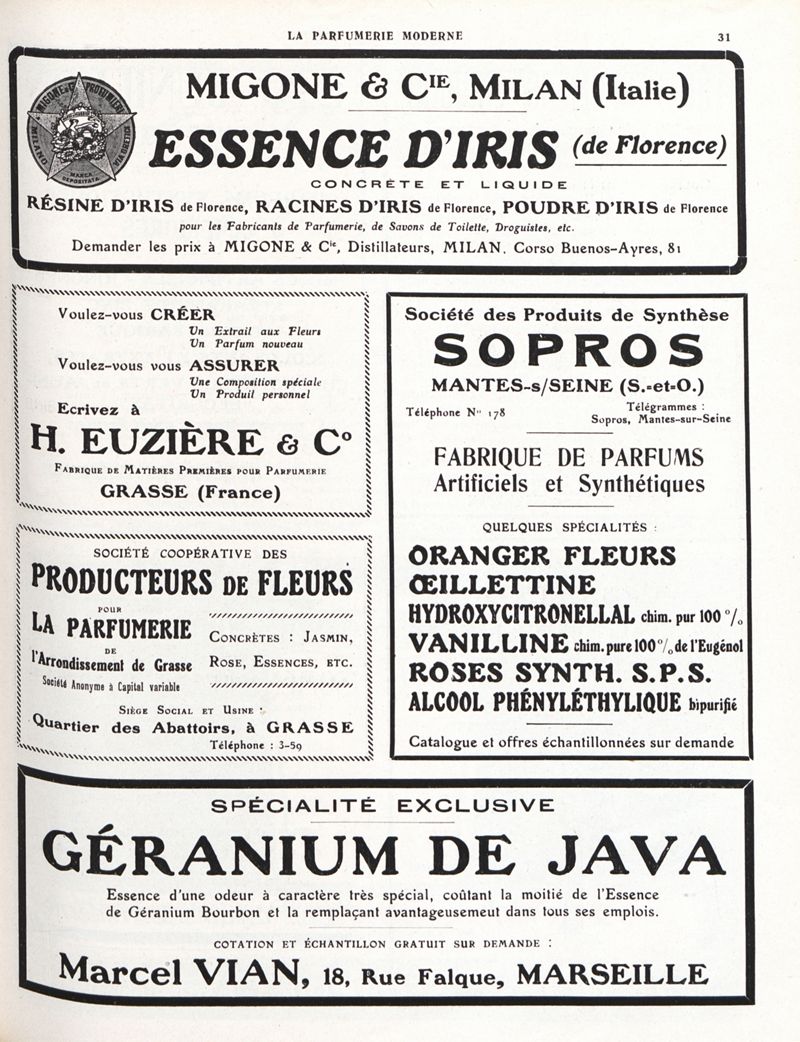 LA PARFUMERIE MODERNE
31
MIGONE & Cie, PROFUMIERI
MILANO
VIA ORTICA
MARCA
DEPOSITATA
MIGONE & CIE, MILAN (Italie)
ESSENCE D'IRIS (de Florence)
CONCRÈTE ET LIQUIDE
RÉSINE D'IRIS de Florence, RACINES D'IRIS de Florence, POUDRE D'IRIS de Florence
pour les Fabricants de Parfumerie, de Savons de Toilette, Droguistes, etc.
Demander les prix à MIGONE & Cie, Distillateurs, MILAN. Corso Buenos-Ayres, 81
Voulez-vous CRÉER
Un Extrait aux Fleurs
Un Parfum nouveau
Voulez-vous vous ASSURER
Une Composition spéciale
Un Produit personnel
Ecrivez à
H. EUZIÈRE & Co
FABRIQUE DE MATIÈRES PREMIÈRES POUR PARFUMERIE
GRASSE (France)
SOCIÉTÉ COOPÉRATIVE DES
PRODUCTEURS DE FLEURS
POUR
LA PARFUMERIE
DE
l'Arrondissement de Grasse
Société Anonyme à Capital variable
CONCRÈTES : JASMIN,
ROSE, ESSENCES, ETC.
SIÈGE SOCIAL ET USINE :
Quartier des Abattoirs, à GRASSE
Téléphone : 3-59
Société des Produits de Synthèse
SOPROS
MANTES-s/SEINE (S.-et-O.)
Téléphone No 178
Télégrammes :
Sopros, Mantes-sur-Seine
FABRIQUE DE PARFUMS
Artificiels et Synthétiques
QUELQUES SPÉCIALITÉS :
ORANGER FLEURS
ŒILLETTINE
HYDROXYCITRONELLAL chim. pur 100 %
VANILLINE chim. pure 100 % de l'Eugénol
ROSES SYNTH. S.P.S.
ALCOOL PHÉNYLÉTHYLIQUE bipurifié
Catalogue et offres échantillonnées sur demande
SPÉCIALITÉ EXCLUSIVE
GÉRANIUM DE JAVA
Essence d'une odeur à caractère très spécial, coûtant la moitié de l'Essence
de Géranium Bourbon et la remplaçant avantageusemeut dans tous ses emplois.
COTATION ET ÉCHANTILLON GRATUIT SUR DEMANDE :
Marcel VIAN, 18, Rue Falque, MARSEILLE